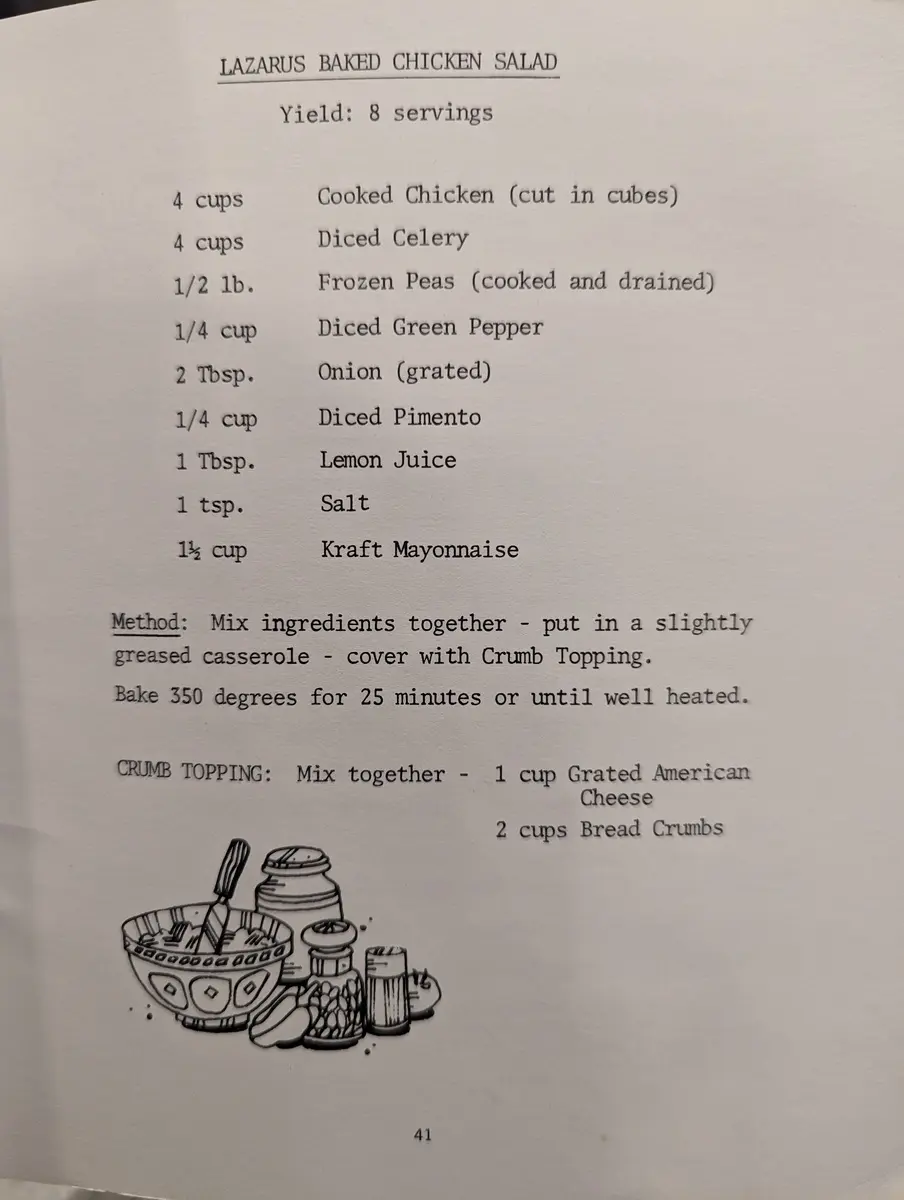 LAZARUS BAKED CHICKEN SALAD
Yield: 8 servings
4 cups Cooked Chicken (cut in cubes)
4 cups Diced Celery
1/2 lb. Frozen Peas (cooked and drained)
1/4 cup Diced Green Pepper
2 Tbsp. Onion (grated)
1/4 cup Diced Pimento
1 Tbsp. Lemon Juice
1 tsp. Salt
1½ cup Kraft Mayonnaise
Method: Mix ingredients together - put in a slightly
greased casserole - cover with Crumb Topping.
Bake 350 degrees for 25 minutes or until well heated.
CRUMB TOPPING: Mix together - 1 cup Grated American
Cheese
2 cups Bread Crumbs
41